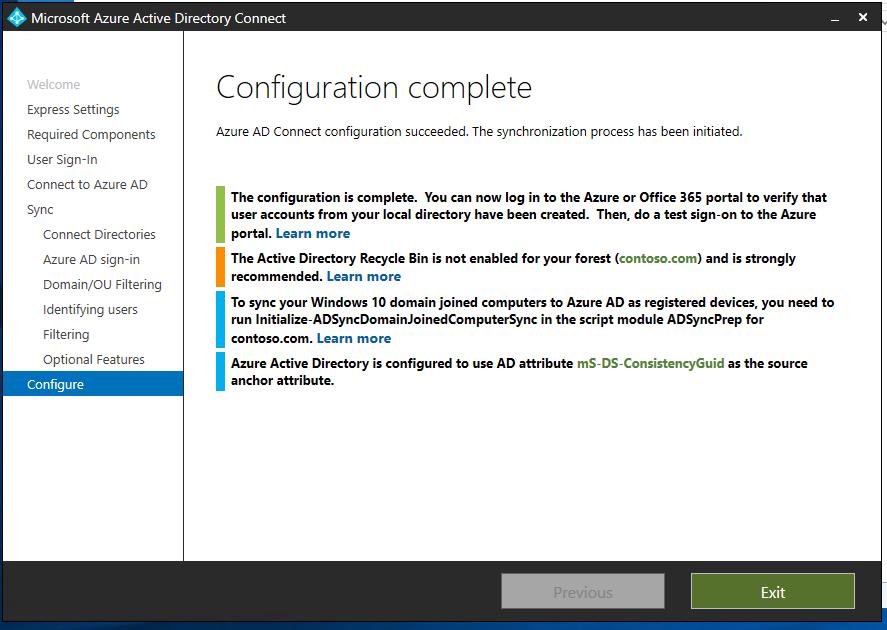 Microsoft Azure Active Directory Connect
Welcome
Express Settings
Required Components
User Sign-In
Connect to Azure AD
Sync
Connect Directories
Azure AD sign-in
Domain/OU Filtering
Identifying users
Filtering
Optional Features
Configure
Configuration complete
Azure AD Connect configuration succeeded. The synchronization process has been initiated.
The configuration is complete.  You can now log in to the Azure or Office 365 portal to verify that
user accounts from your local directory have been created.  Then, do a test sign-on to the Azure
portal. Learn more
The Active Directory Recycle Bin is not enabled for your forest (contoso.com) and is strongly
recommended. Learn more
To sync your Windows 10 domain joined computers to Azure AD as registered devices, you need to
run Initialize-ADSyncDomainJoinedComputerSync in the script module ADSyncPrep for
contoso.com. Learn more
Azure Active Directory is configured to use AD attribute mS-DS-ConsistencyGuid as the source
anchor attribute.
Previous
Exit